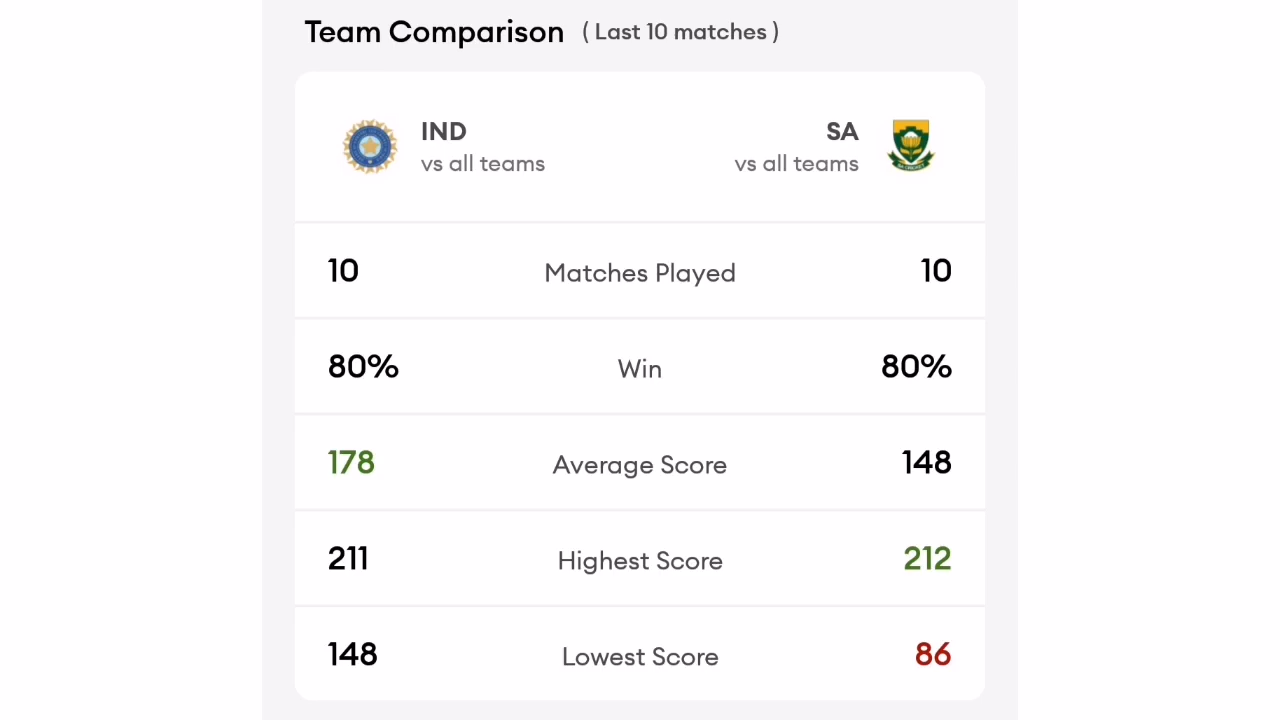 Team Comparison ( Last 10 matches )
IND SA
vs all teams vs all teams
10 Matches Played 10
80% Win 80%
178 Average Score 148
211 Highest Score 212
148 Lowest Score 86